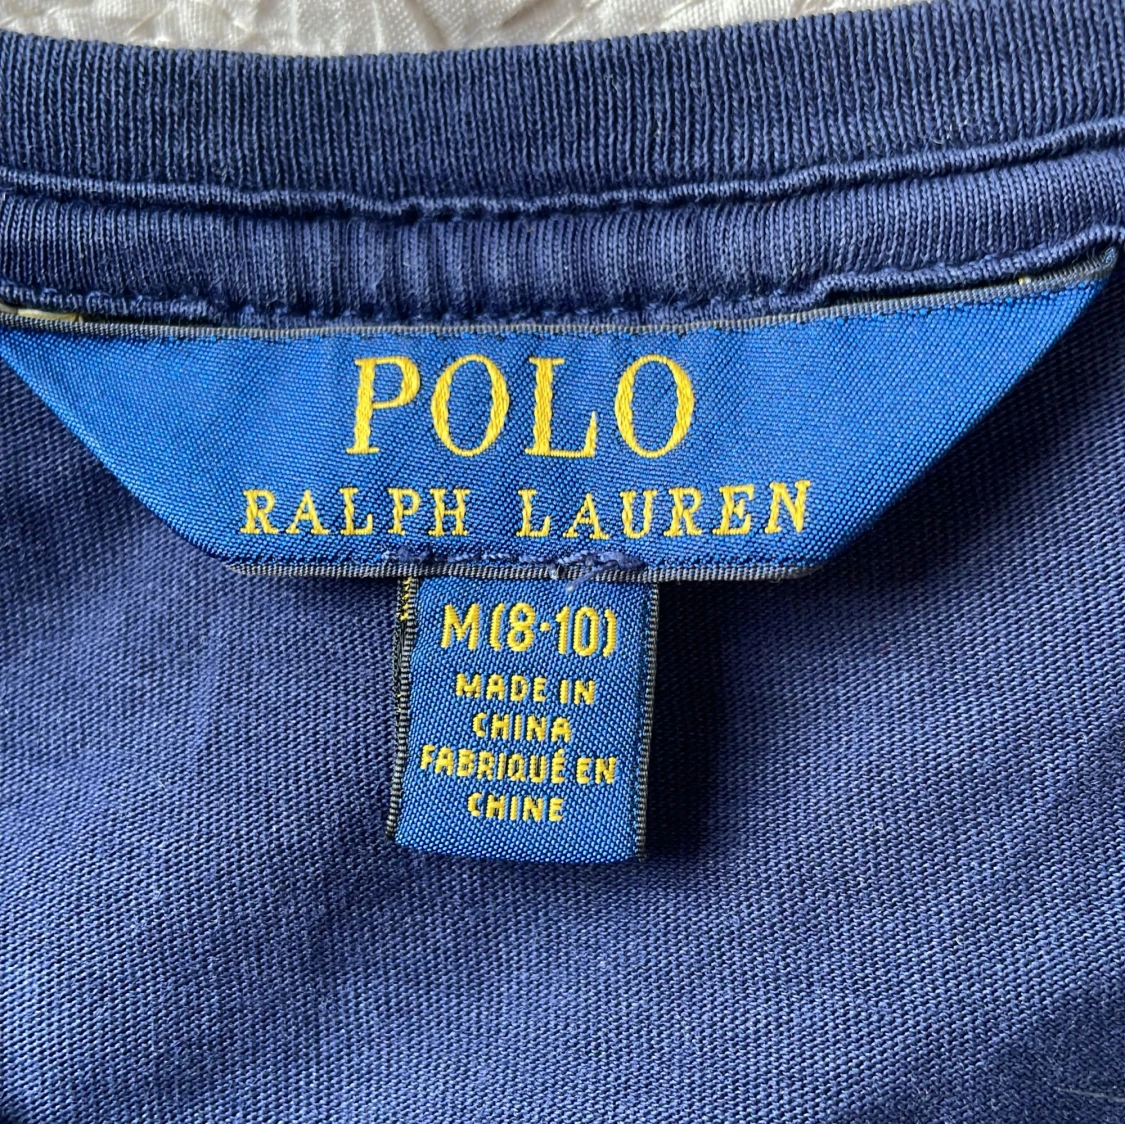 POLO
RALPH LAUREN
M(8-10)
MADE IN
CHINA
FABRIQUÉ EN
CHINE